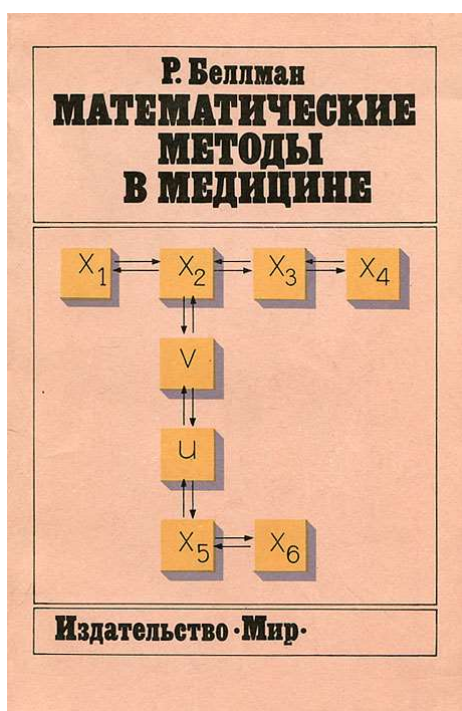 Р. Беллман
МАТЕМАТИЧЕСКИЕ
МЕТОДЫ
В МЕДИЦИНЕ
X1 X2 X3 X4
V
u
X5 X6
Издательство ·Мир·